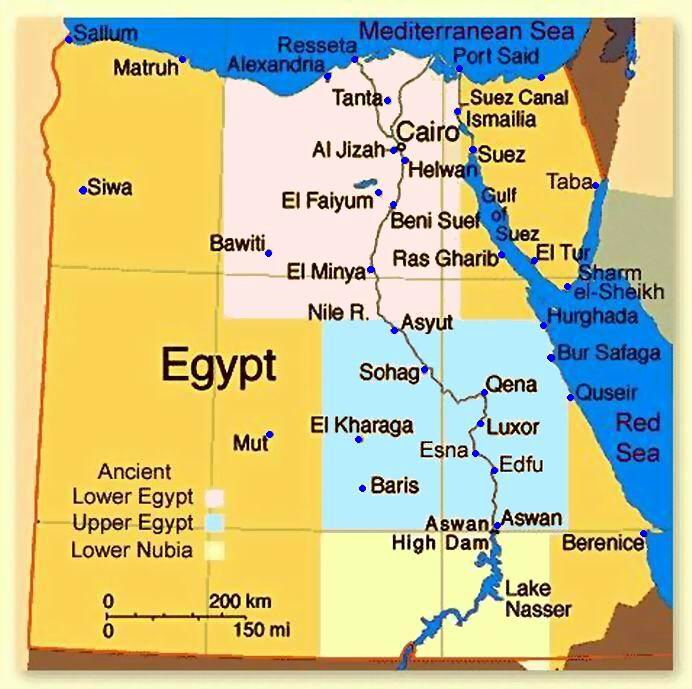 Mediterranean Sea
Sallum
Matruh
Resseta
Alexandria
Port Said
Tanta
Suez Canal
Ismailia
Cairo
Al Jizah
Helwan
Suez
Siwa
El Faiyum
Beni Suef
Gulf
of
Suez
Taba
Bawiti
El Minya
Ras Gharib
El Tur
Sharm
el-Sheikh
Nile R.
Asyut
Hurghada
Egypt
Sohag
Qena
Bur Safaga
Quseir
Mut
El Kharaga
Luxor
Red
Sea
Esna
Edfu
Baris
Ancient
Lower Egypt
Upper Egypt
Lower Nubia
Aswan
High Dam
Aswan
Berenice
Lake
Nasser
0 200 km
0 150 mi